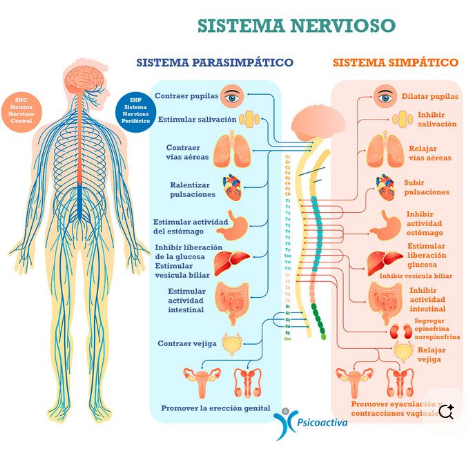 SISTEMA NERVIOSO
SISTEMA PARASIMPÁTICO
SISTEMA SIMPÁTICO
SNC
Sistema
Nervioso
Central
SNP
Sistema
Nervioso
Periférico
Contraer pupilas
Estimular salivación
Contraer
vías aéreas
Ralentizar
pulsaciones
Estimular actividad
del estómago
Inhibir liberación
de la glucosa
Estimular
vesícula biliar
Estimular
actividad
intestinal
Contraer vejiga
Promover la erección genital
Dilatar pupilas
Inhibir
salivación
Relajar
vías aéreas
Subir
pulsaciones
Inhibir
actividad
estómago
Estimular
liberación
glucosa
Inhibir vesícula biliar
Inhibir
actividad
intestinal
Segregar
epinefrina
norepinefrina
Relajar
vejiga
Promover eyaculación y
contracciones vaginales
Psicoactiva